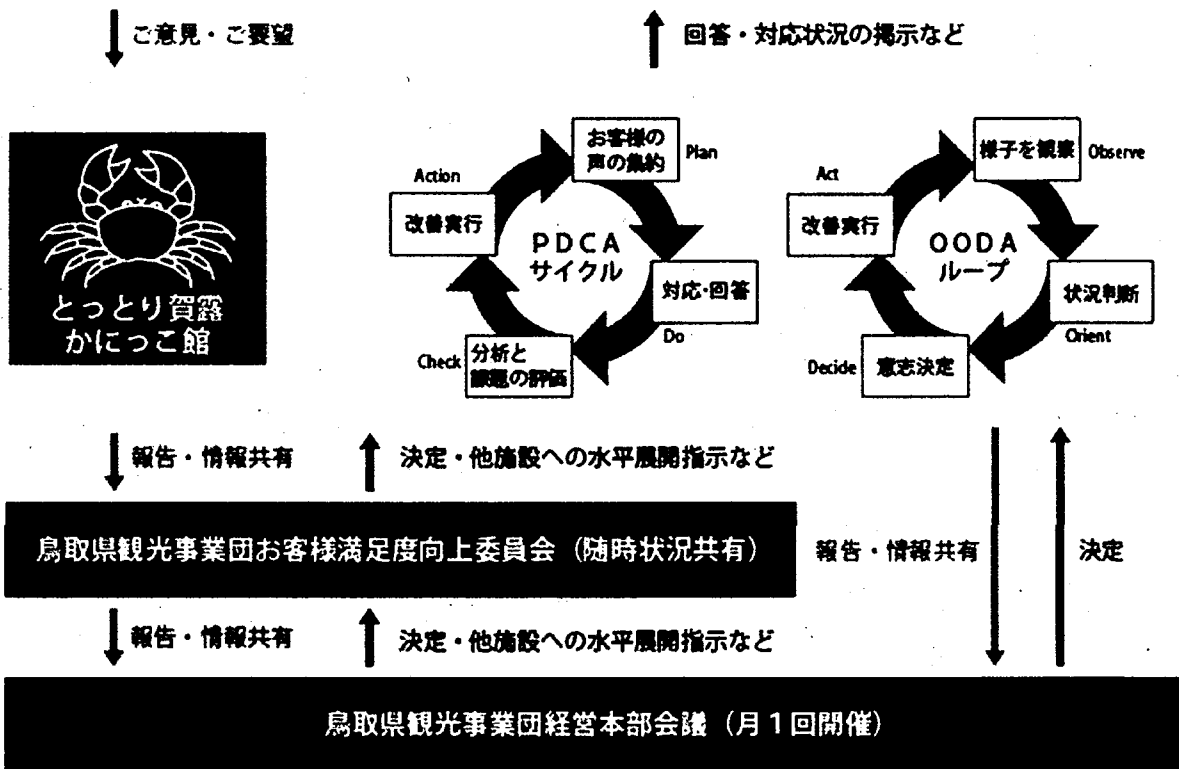 ご意見・ご要望
回答・対応状況の掲示など
とっとり賀露
かにっこ館
PDCA
サイクル
お客様の
声の集約
Plan
対応・回答
Do
Check
分析と
課題の評価
Action
改善実行
OODA
ループ
様子を観察
Observe
状況判断
Orient
Decide
意志決定
Act
改善実行
報告・情報共有
決定・他施設への水平展開指示など
鳥取県観光事業団お客様満足度向上委員会（随時状況共有）
報告・情報共有
決定
報告・情報共有
決定・他施設への水平展開指示など
鳥取県観光事業団経営本部会議（月１回開催）